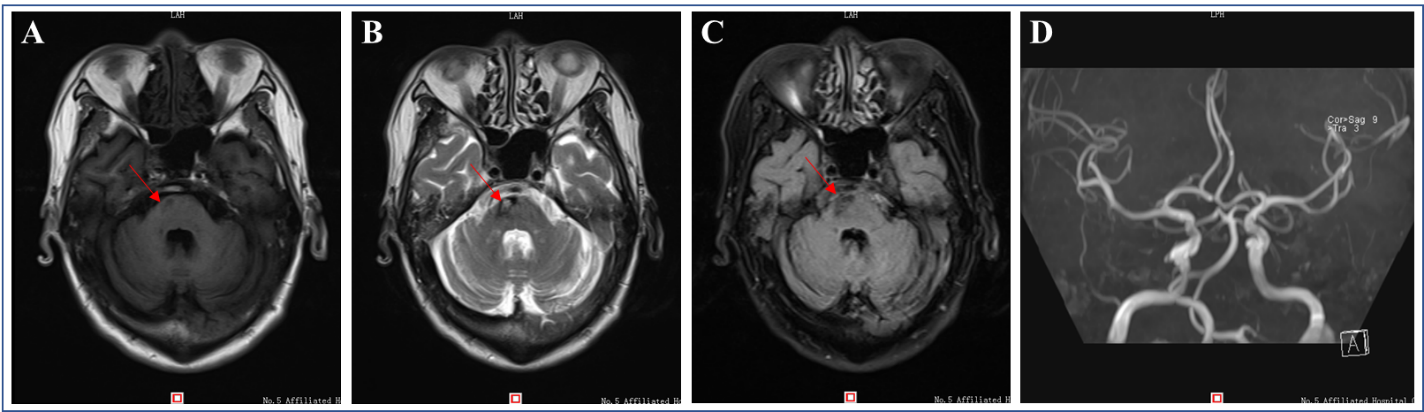 A
LAH
B
LAH
C
LAH
D
LPH
Cor>Sag 9
>Tra 3
A
No.5 Affiliated H
No.5 Affiliated H
No.5 Affiliated Ho
No.5 Affiliated Hospital